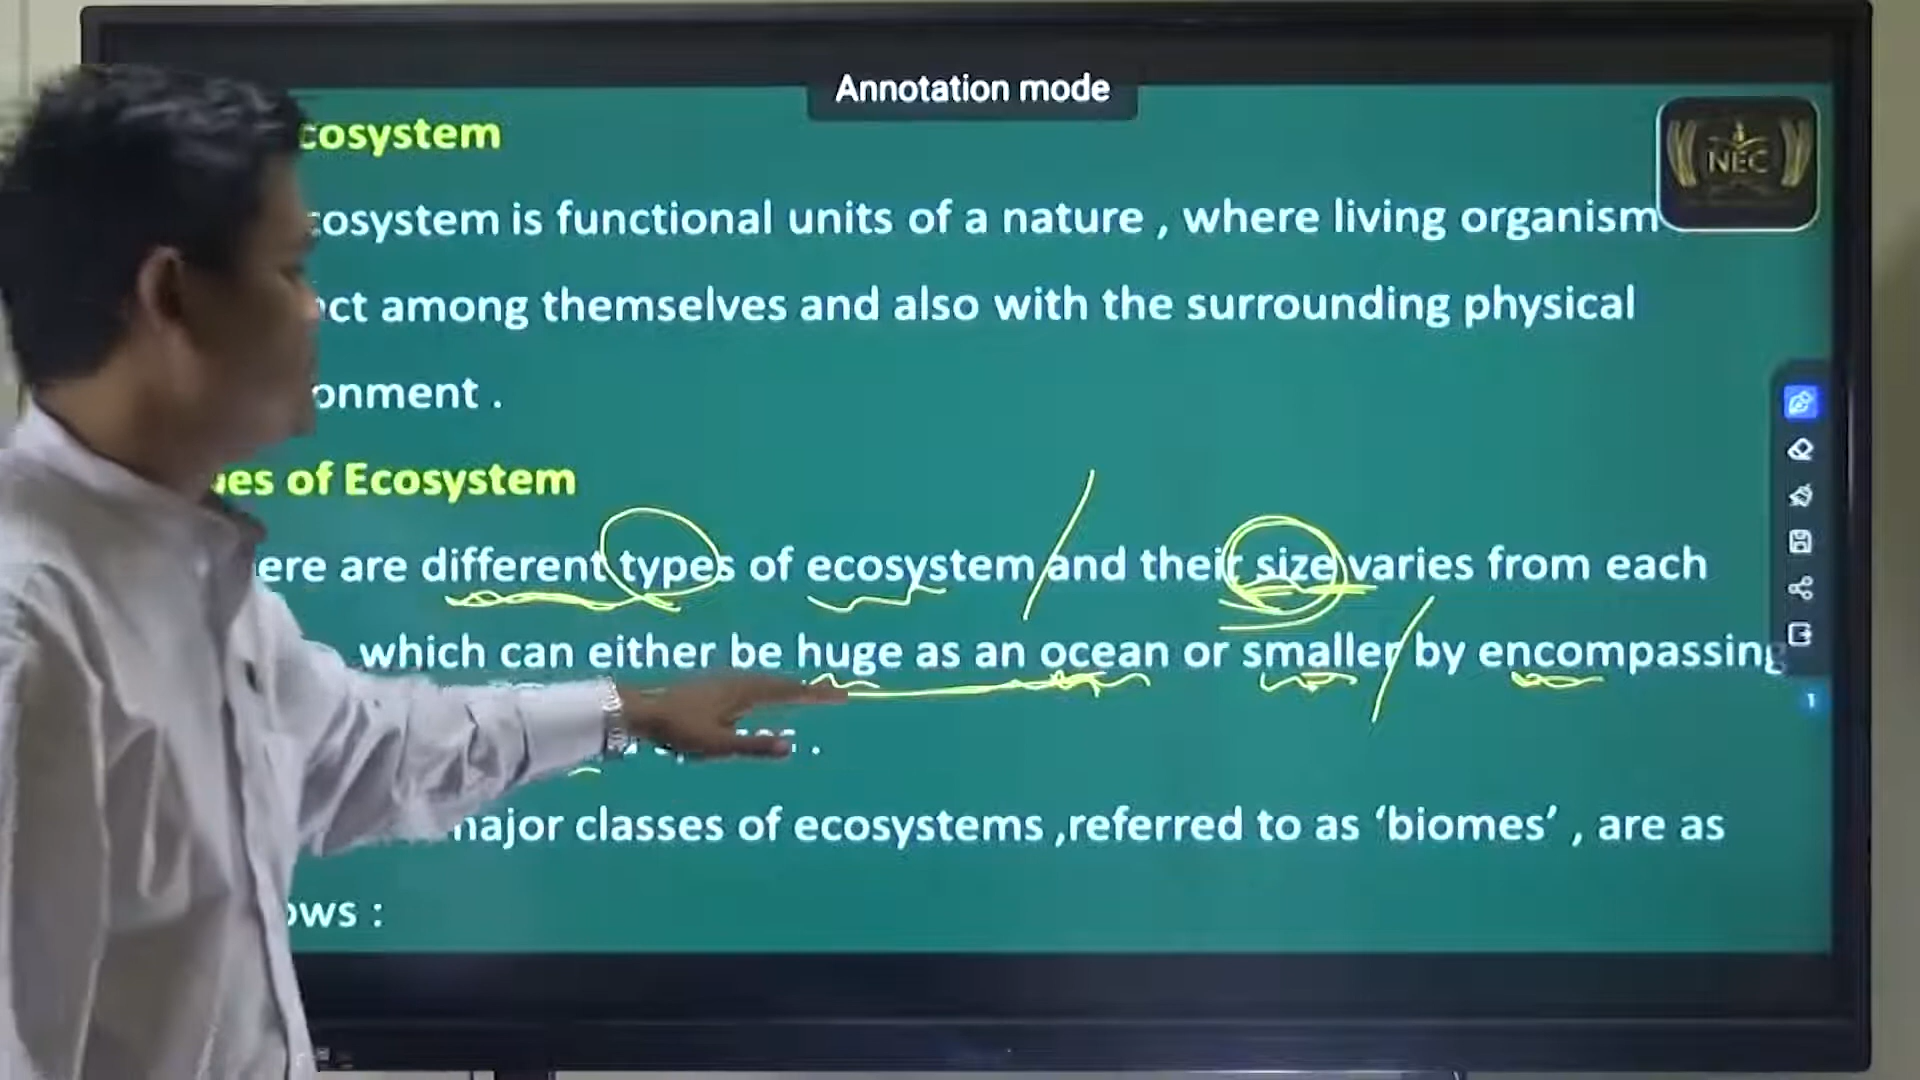 Annotation mode
cosystem
NEC
cosystem is functional units of a nature , where living organism
ct among themselves and also with the surrounding physical
onment .
es of Ecosystem
ere are different types of ecosystem and their size varies from each
which can either be huge as an ocean or smaller by encompassing
.
major classes of ecosystems ,referred to as ‘biomes’ , are as
ows :
1